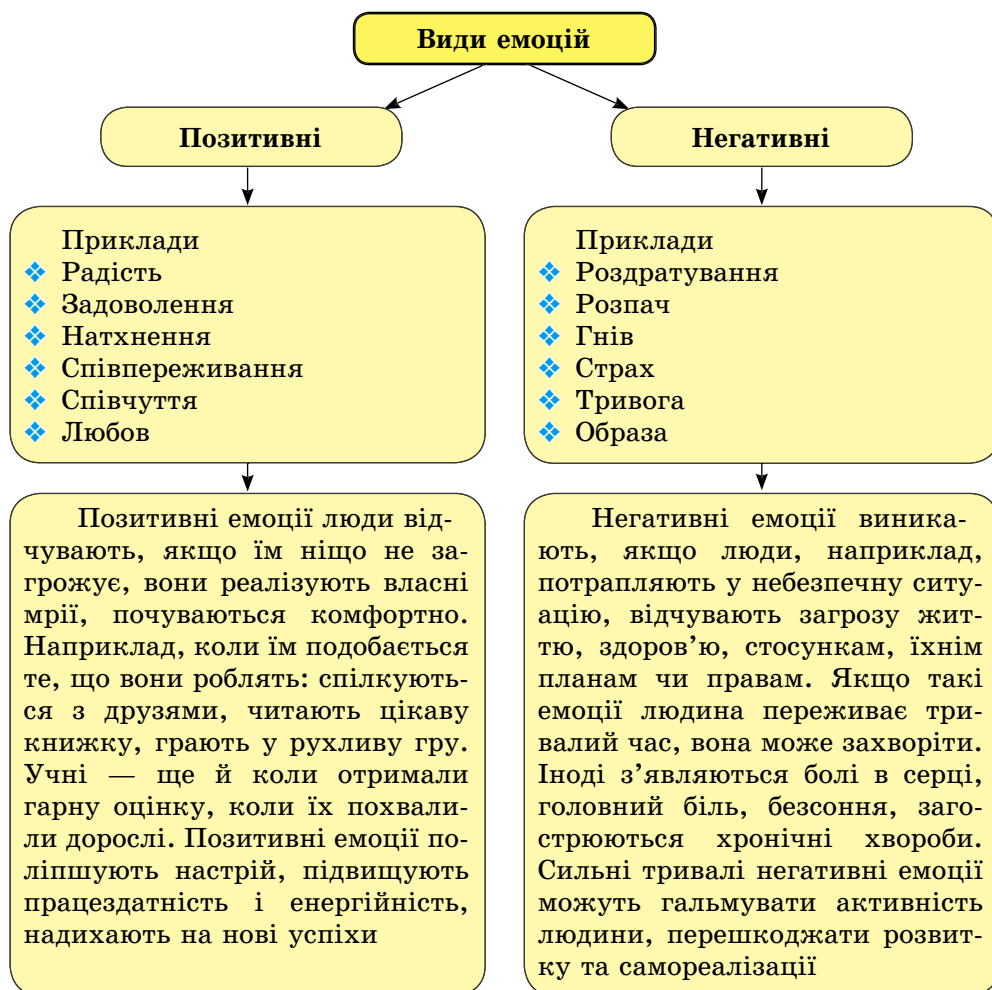 Види емоцій
Позитивні
Негативні
Приклади
Радість
Задоволення
Натхнення
Співпереживання
Співчуття
Любов
Приклади
Роздратування
Розпач
Гнів
Страх
Тривога
Образа
Позитивні емоції люди від-
чувають, якщо їм ніщо не за-
грожує, вони реалізують власні
мрії, почуваються комфортно.
Наприклад, коли їм подобається
те, що вони роблять: спілкують-
ся з друзями, читають цікаву
книжку, грають у рухливу гру.
Учні — ще й коли отримали
гарну оцінку, коли їх похвали-
ли дорослі. Позитивні емоції по-
ліпшують настрій, підвищують
працездатність і енергійність,
надихають на нові успіхи
Негативні емоції виника-
ють, якщо люди, наприклад,
потрапляють у небезпечну ситу-
ацію, відчувають загрозу жит-
тю, здоров’ю, стосункам, їхнім
планам чи правам. Якщо такі
емоції людина переживає три-
валий час, вона може захворіти.
Іноді з’являються болі в серці,
головний біль, безсоння, заго-
стрюються хронічні хвороби.
Сильні тривалі негативні емоції
можуть гальмувати активність
людини, перешкоджати розвит-
ку та самореалізації